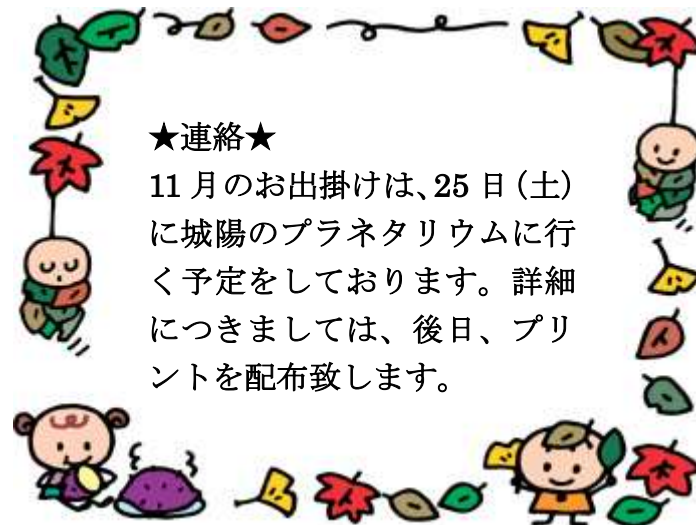 ★連絡★
11月のお出掛けは、25日(土)
に城陽のプラネタリウムに行
く予定をしております。詳細
につきましては、後日、プリ
ントを配布致します。